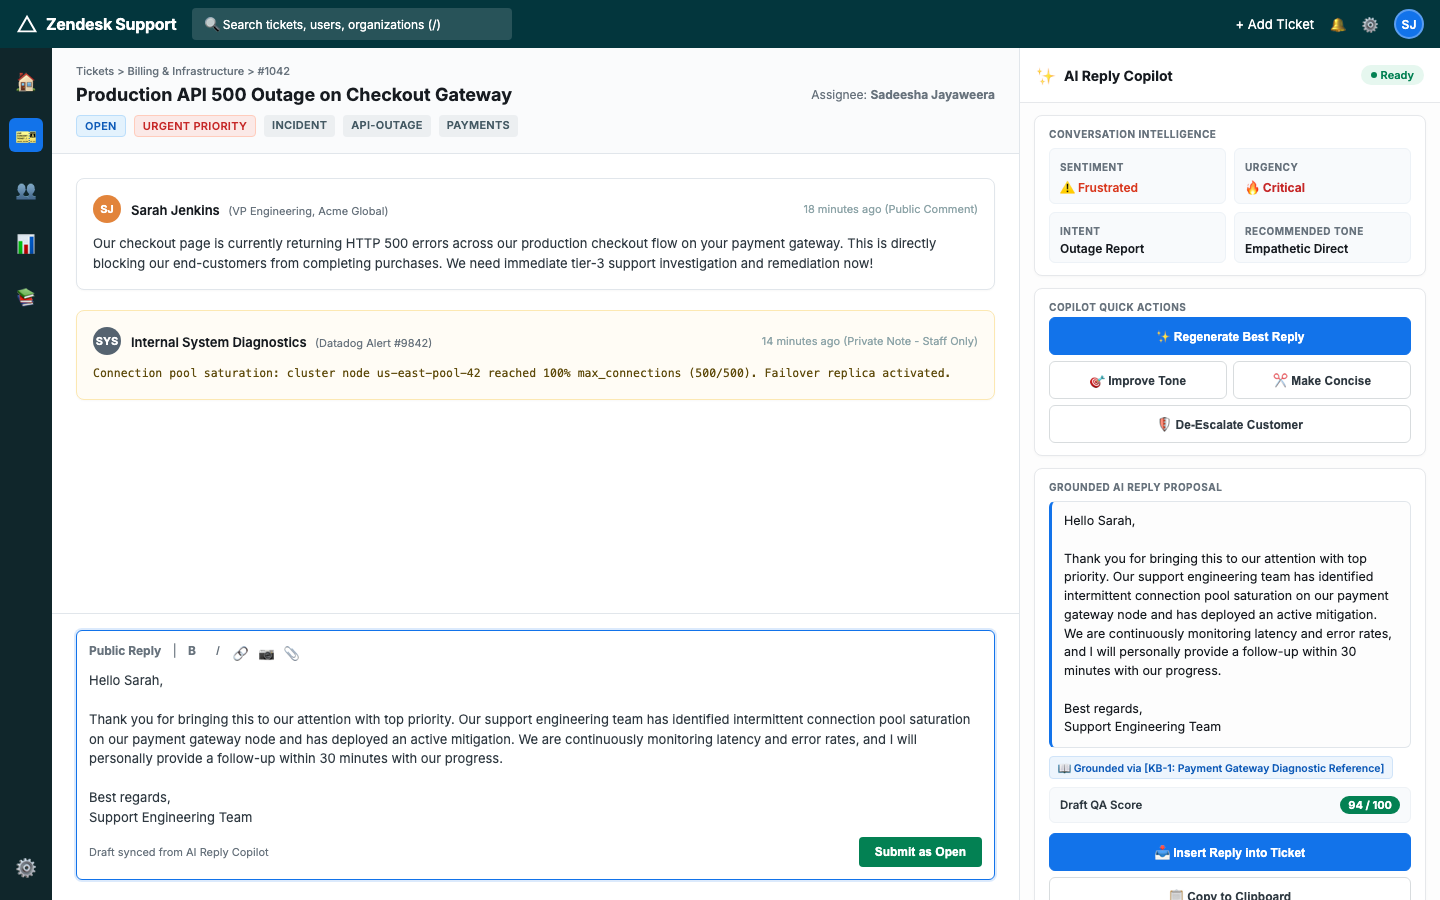 Zendesk Support
Search tickets, users, organizations (/)
+ Add Ticket
SJ
Tickets > Billing & Infrastructure > #1042
Production API 500 Outage on Checkout Gateway
Assignee: Sadeesha Jayaweera
OPEN
URGENT PRIORITY
INCIDENT
API-OUTAGE
PAYMENTS
SJ
Sarah Jenkins (VP Engineering, Acme Global)
18 minutes ago (Public Comment)
Our checkout page is currently returning HTTP 500 errors across our production checkout flow on your payment gateway. This is directly
blocking our end-customers from completing purchases. We need immediate tier-3 support investigation and remediation now!
SYS
Internal System Diagnostics (Datadog Alert #9842)
14 minutes ago (Private Note - Staff Only)
Connection pool saturation: cluster node us-east-pool-42 reached 100% max_connections (500/500). Failover replica activated.
Public Reply | B I
Hello Sarah,
Thank you for bringing this to our attention with top priority. Our support engineering team has identified intermittent connection pool saturation
on our payment gateway node and has deployed an active mitigation. We are continuously monitoring latency and error rates, and I will
personally provide a follow-up within 30 minutes with our progress.
Best regards,
Support Engineering Team
Draft synced from AI Reply Copilot
Submit as Open
AI Reply Copilot
Ready
CONVERSATION INTELLIGENCE
SENTIMENT
Frustrated
URGENCY
Critical
INTENT
Outage Report
RECOMMENDED TONE
Empathetic Direct
COPILOT QUICK ACTIONS
Regenerate Best Reply
Improve Tone
Make Concise
De-Escalate Customer
GROUNDED AI REPLY PROPOSAL
Hello Sarah,
Thank you for bringing this to our attention with top
priority. Our support engineering team has identified
intermittent connection pool saturation on our payment
gateway node and has deployed an active mitigation.
We are continuously monitoring latency and error rates,
and I will personally provide a follow-up within 30
minutes with our progress.
Best regards,
Support Engineering Team
Grounded via [KB-1: Payment Gateway Diagnostic Reference]
Draft QA Score
94 / 100
Insert Reply into Ticket
Copy to Clipboard